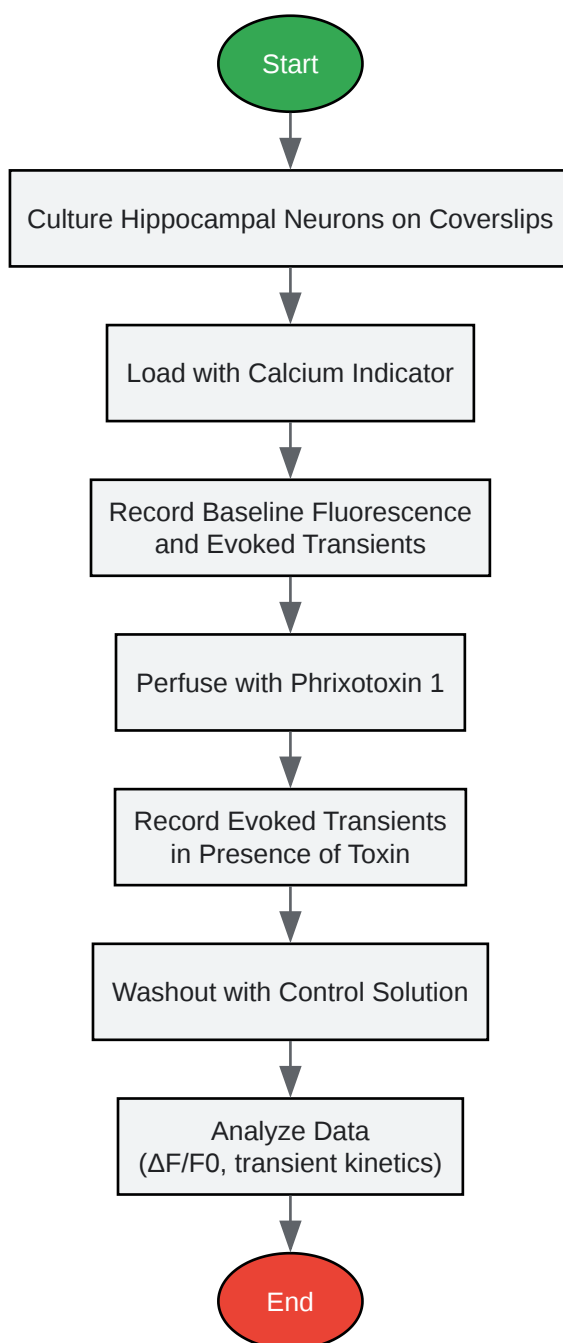 Start
Culture Hippocampal Neurons on Coverslips
Load with Calcium Indicator
Record Baseline Fluorescence
and Evoked Transients
Perfuse with Phrixotoxin 1
Record Evoked Transients
in Presence of Toxin
Washout with Control Solution
Analyze Data
(ΔF/F0, transient kinetics)
End